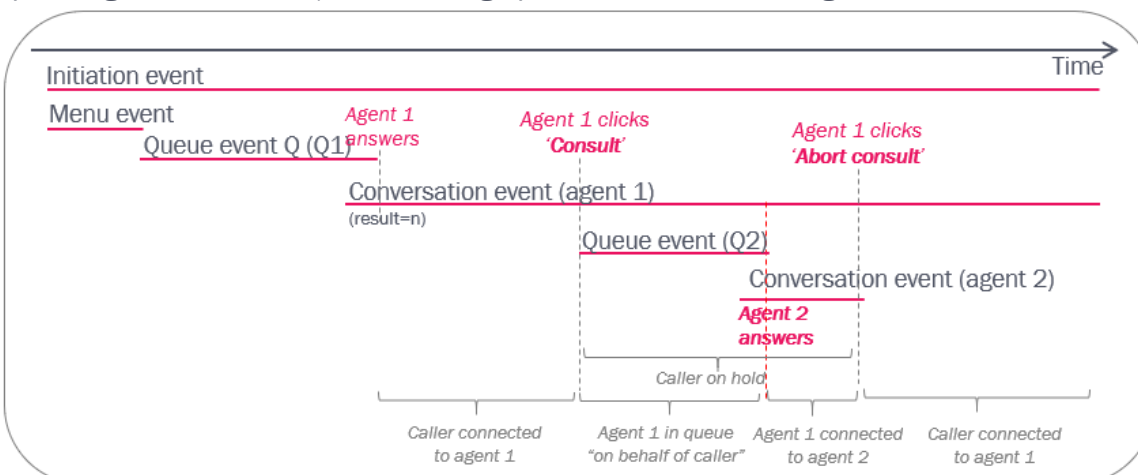 Time
Initiation event
Menu event
Agent 1
answers
Agent 1 clicks
‘Consult’
Agent 1 clicks
‘Abort consult’
Queue event Q (Q1)
Conversation event (agent 1)
(result=n)
Queue event (Q2)
Conversation event (agent 2)
Agent 2
answers
Caller on hold
Caller connected
to agent 1
Agent 1 in queue
“on behalf of caller”
Agent 1 connected
to agent 2
Caller connected
to agent 1